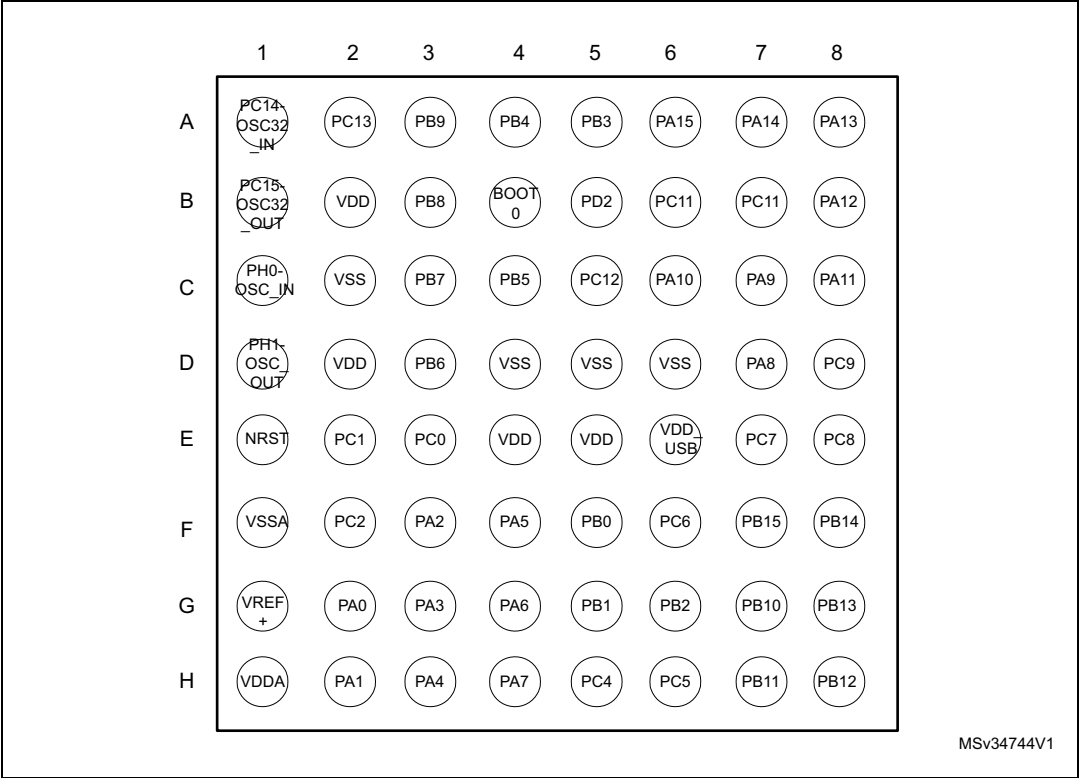 1 2 3 4 5 6 7 8
A PC14-OSC32_IN PC13 PB9 PB4 PB3 PA15 PA14 PA13
B PC15-OSC32_OUT VDD PB8 BOOT0 PD2 PC11 PC11 PA12
C PH0-OSC_IN VSS PB7 PB5 PC12 PA10 PA9 PA11
D PH1-OSC_OUT VDD PB6 VSS VSS VSS PA8 PC9
E NRST PC1 PC0 VDD VDD VDD_USB PC7 PC8
F VSSA PC2 PA2 PA5 PB0 PC6 PB15 PB14
G VREF+ PA0 PA3 PA6 PB1 PB2 PB10 PB13
H VDDA PA1 PA4 PA7 PC4 PC5 PB11 PB12
MSv34744V1